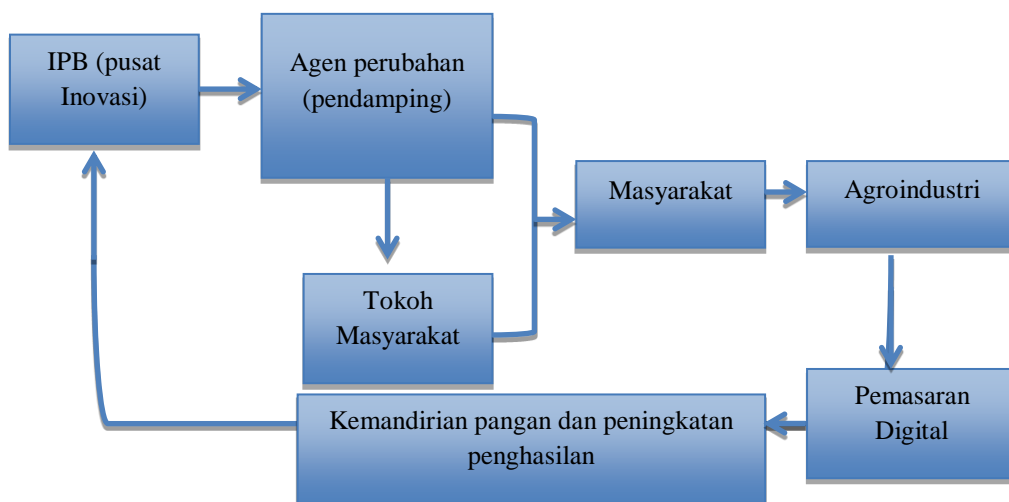 IPB (pusat
Inovasi)
Agen perubahan
(pendamping)
Masyarakat
Agroindustri
Tokoh
Masyarakat
Pemasaran
Digital
Kemandirian pangan dan peningkatan
penghasilan